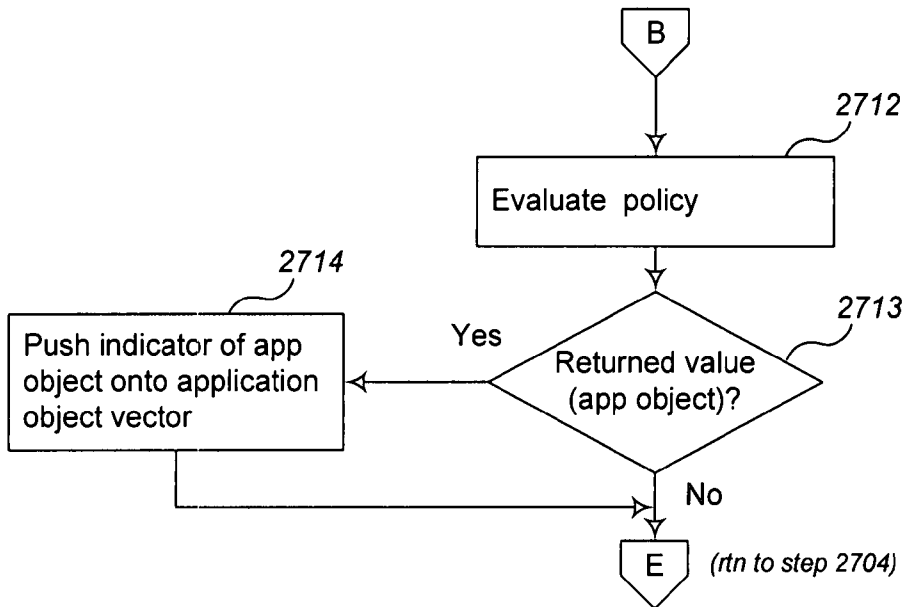 B
2712
Evaluate policy
2714
2713
Yes
Push indicator of app
object onto application
object vector
Returned value
(app object)?
No
E
(rtn to step 2704)